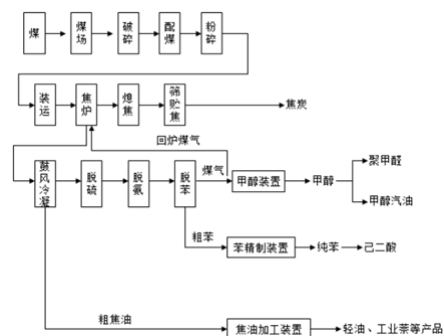 煤
煤场
破碎
配煤
粉碎
装运
焦炉
熄焦
筛贮焦
焦炭
回炉煤气
鼓风冷凝
脱硫
脱氨
脱苯
煤气
甲醇装置
甲醇
聚甲醛
甲醇汽油
粗苯
苯精制装置
纯苯
己二酸
粗焦油
焦油加工装置
轻油、工业萘等产品